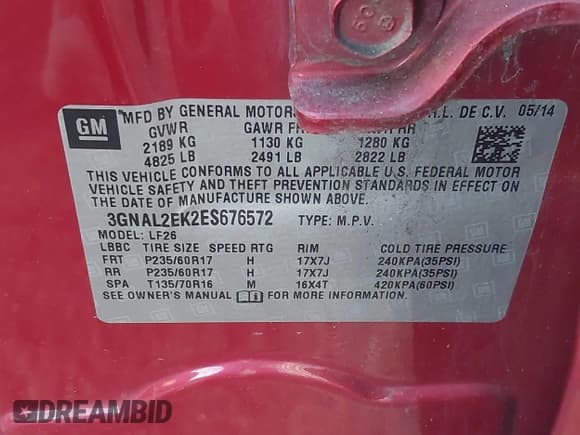 GM
MFD BY GENERAL MOTORS DE C.V. 05/14
GVWR GAWR RR
2189 KG 1130 KG 1280 KG
4825 LB 2491 LB 2822 LB
THIS VEHICLE CONFORMS TO ALL APPLICABLE U.S. FEDERAL MOTOR
VEHICLE SAFETY AND THEFT PREVENTION STANDARDS IN EFFECT ON
THE DATE OF MANUFACTURE SHOWN ABOVE.
3GNAL2EK2ES676572 TYPE: M.P.V.
MODEL: LF26
LBBC TIRE SIZE SPEED RTG RIM COLD TIRE PRESSURE
FRT P235/60R17 H 17X7J 240KPA(35PSI)
RR P235/60R17 H 17X7J 240KPA(35PSI)
SPA T135/70R16 M 16X4T 420KPA(60PSI)
SEE OWNER'S MANUAL FOR MORE INFORMATION
DREAMBID